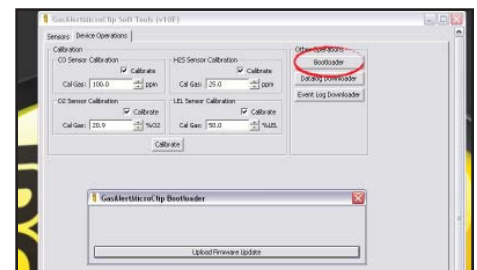 GasAlertMicroClip Soft Tools (v10F)
Sensors Device Operations
Calibration
CO Sensor Calibration
Calibrate
Cal Gas: 100.0 ppm
H2S Sensor Calibration
Calibrate
Cal Gas: 25.0 ppm
O2 Sensor Calibration
Calibrate
Cal Gas: 20.9 %O2
LEL Sensor Calibration
Calibrate
Cal Gas: 50.0 %LEL
Calibrate
Other Operations
Bootloader
Datalog Downloader
Event Log Downloader
GasAlertMicroClip Bootloader
Upload Firmware Update